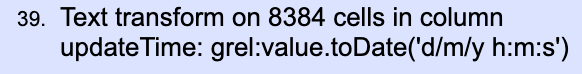 39. Text transform on 8384 cells in column
updateTime: grel:value.toDate('d/m/y h:m:s')